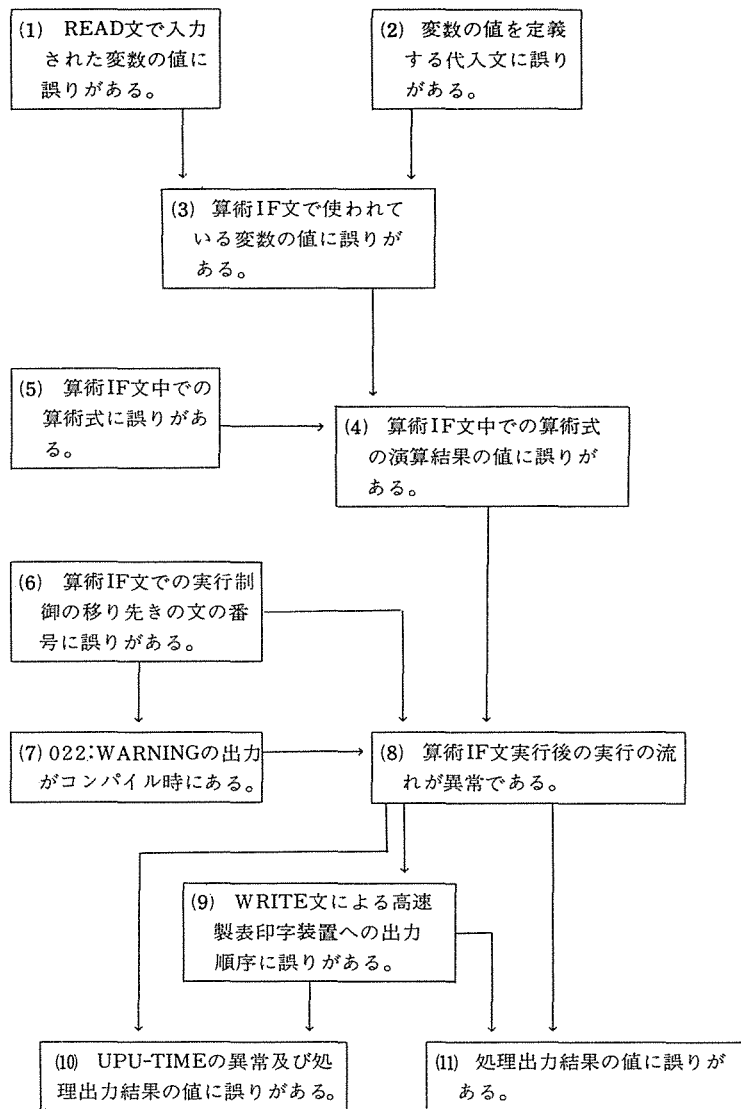 (1) READ文で入力
された変数の値に
誤りがある。
(2) 変数の値を定義
する代入文に誤り
がある。
(3) 算術IF文で使われて
いる変数の値に誤りが
ある。
(5) 算術IF文中での
算術式に誤りがあ
る。
(4) 算術IF文中での算術式
の演算結果の値に誤りが
ある。
(6) 算術IF文での実行制
御の移り先きの文の番
号に誤りがある。
(7) 022:WARNINGの出力
がコンパイル時にある。
(8) 算術IF文実行後の実行の流
れが異常である。
(9) WRITE文による高速
製表印字装置への出力
順序に誤りがある。
(10) UPU-TIMEの異常及び処
理出力結果の値に誤りがある。
(11) 処理出力結果の値に誤りが
ある。